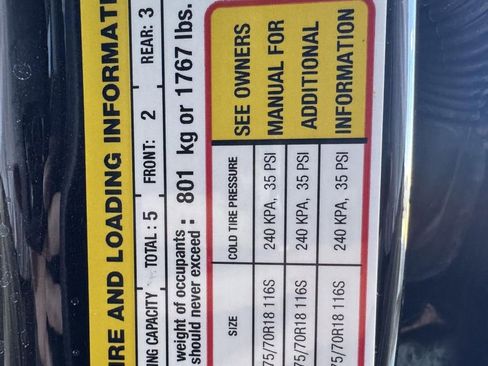 IRE AND LOADING INFORMATI
NG CAPACITY TOTAL : 5 FRONT: 2 REAR: 3
weight of occupants
should never exceed : 801 kg or 1767 lbs.
SIZE COLD TIRE PRESSURE SEE OWNERS
MANUAL FOR
ADDITIONAL
INFORMATION
75/70R18 116S 240 KPA, 35 PSI
75/70R18 116S 240 KPA, 35 PSI
75/70R18 116S 240 KPA, 35 PSI